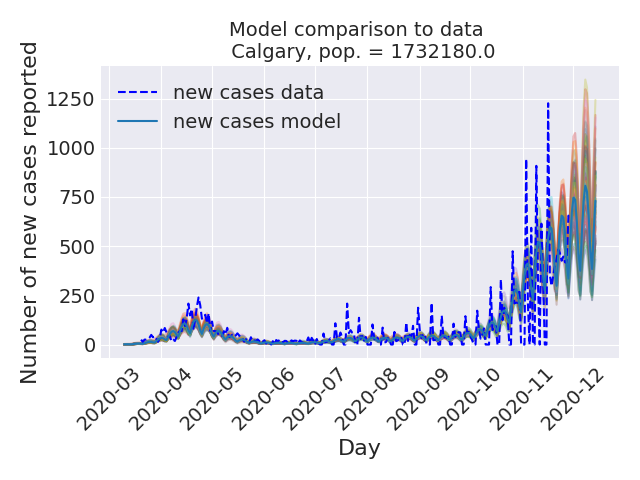 Model comparison to data
Calgary, pop. = 1732180.0
Number of new cases reported
1250
1000
750
500
250
0
new cases data
new cases model
2020-03
2020-04
2020-05
2020-06
2020-07
2020-08
2020-09
2020-10
2020-11
2020-12
Day